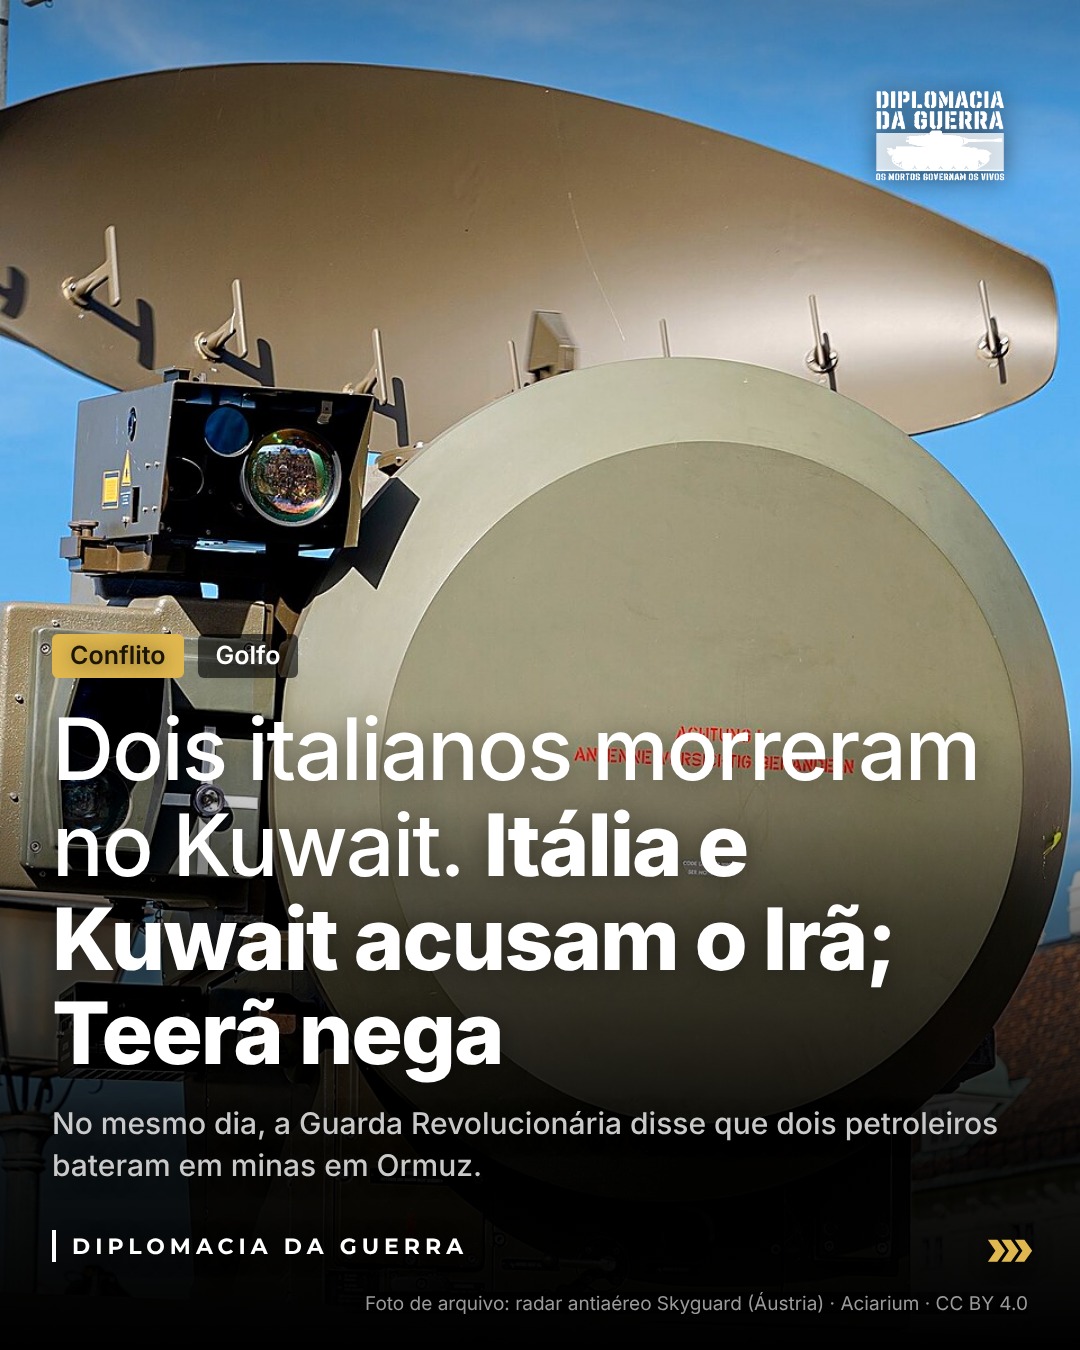 DIPLOMACIA
DA GUERRA
OS MORTOS GOVERNAM OS VIVOS
Conflito
Golfo
Dois italianos morreram
no Kuwait. Itália e
Kuwait acusam o Irã;
Teerã nega
No mesmo dia, a Guarda Revolucionária disse que dois petroleiros
bateram em minas em Ormuz.
DIPLOMACIA DA GUERRA
Foto de arquivo: radar antiaéreo Skyguard (Áustria) · Aciarium · CC BY 4.0